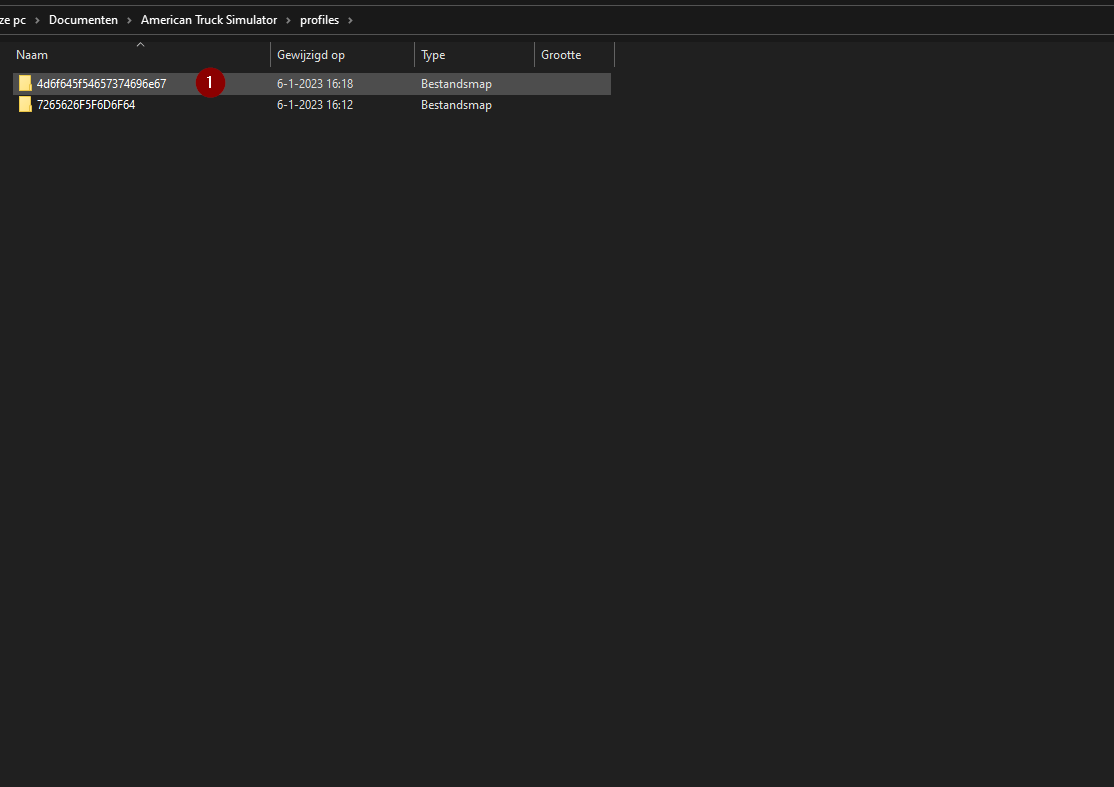 ze pc › Documenten › American Truck Simulator › profiles ›
Naam Gewijzigd op Type Grootte
4d6f645f54657374696e67 1 6-1-2023 16:18 Bestandsmap
7265626F5F6D6F64 6-1-2023 16:12 Bestandsmap